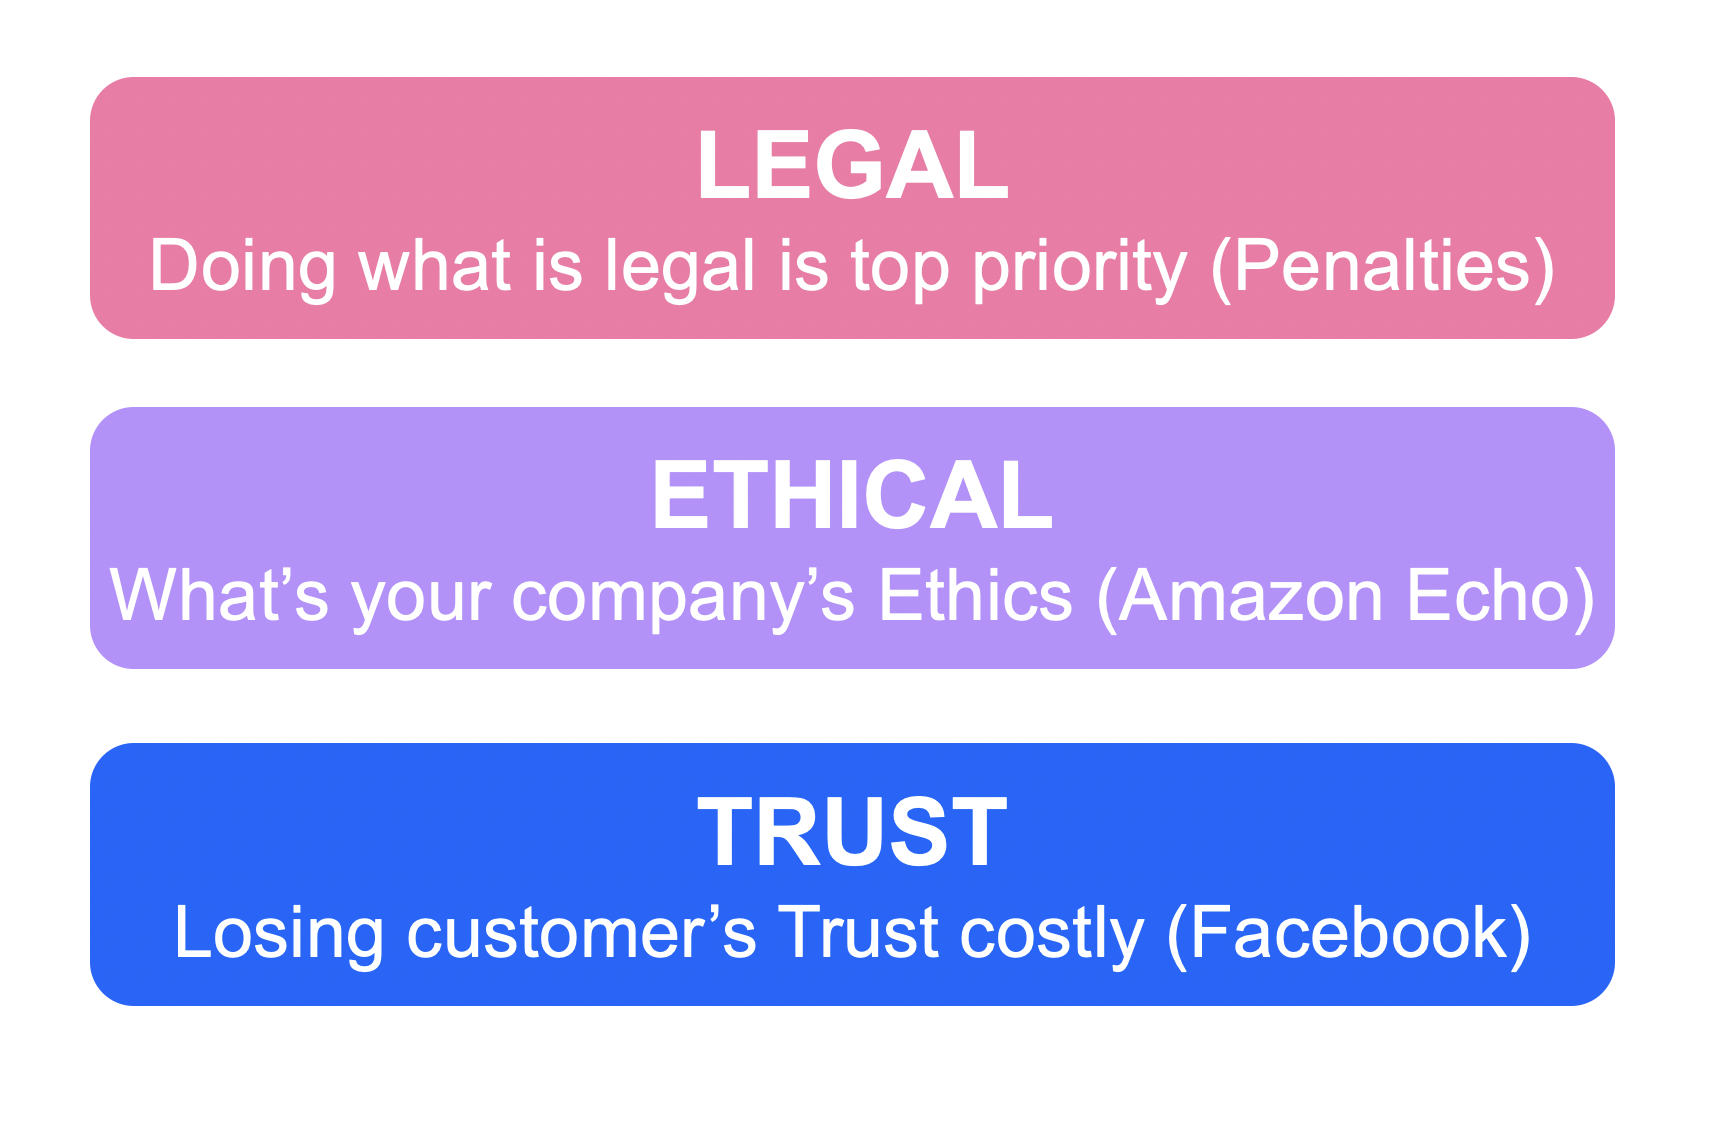 LEGAL
Doing what is legal is top priority (Penalties)
ETHICAL
What’s your company’s Ethics (Amazon Echo)
TRUST
Losing customer’s Trust costly (Facebook)